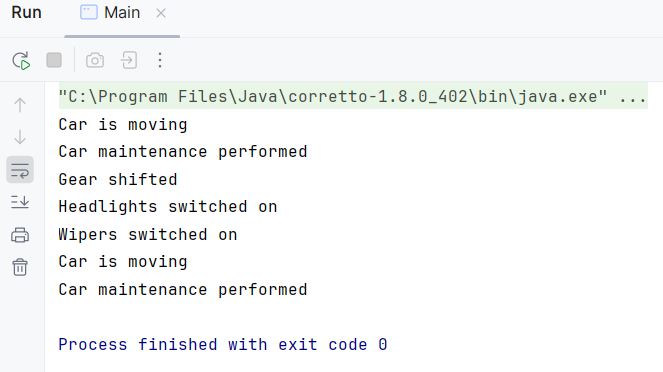 Run Main
"C:\Program Files\Java\corretto-1.8.0_402\bin\java.exe" ...
Car is moving
Car maintenance performed
Gear shifted
Headlights switched on
Wipers switched on
Car is moving
Car maintenance performed
Process finished with exit code 0